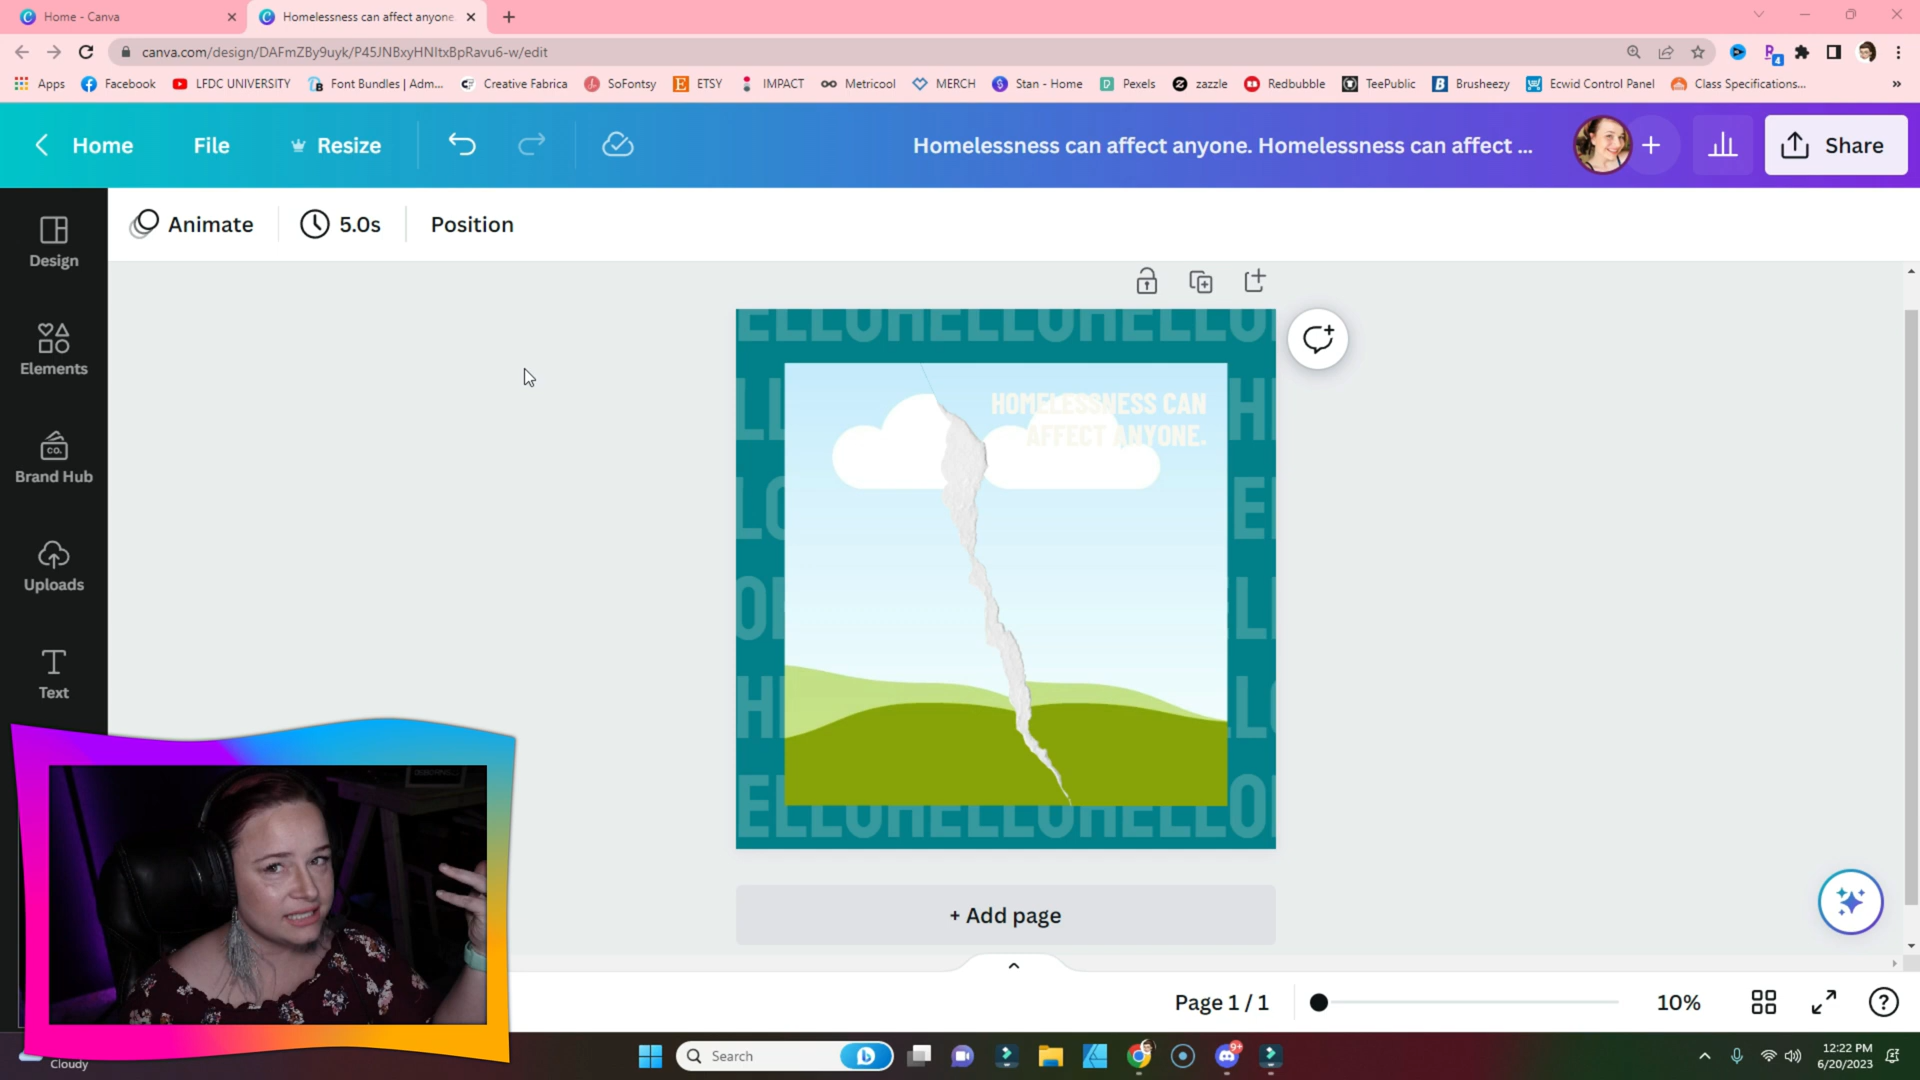 Home - Canva
Homelessness can affect anyone.
canva.com/design/DAFmZBy9uyk/P45JNBxyHNItxBpRavu6-w/edit
Apps Facebook LFDC UNIVERSITY Font Bundles | Adm... Creative Fabrica SoFontsy ETSY IMPACT Metricool MERCH Stan - Home Pexels zazzle Redbubble TeePublic Brusheezy Ecwid Control Panel Class Specifications...
Home File Resize Homelessness can affect anyone. Homelessness can affect ... Share
Animate 5.0s Position
Design
Elements
Brand Hub
Uploads
Text
ELLOHELLOHELLO
HOMELESSNESS CAN
AFFECT ANYONE.
ELLOHELLOHELLO
+ Add page
Page 1 / 1 10%
Cloudy
Search
9+
12:22 PM
6/20/2023